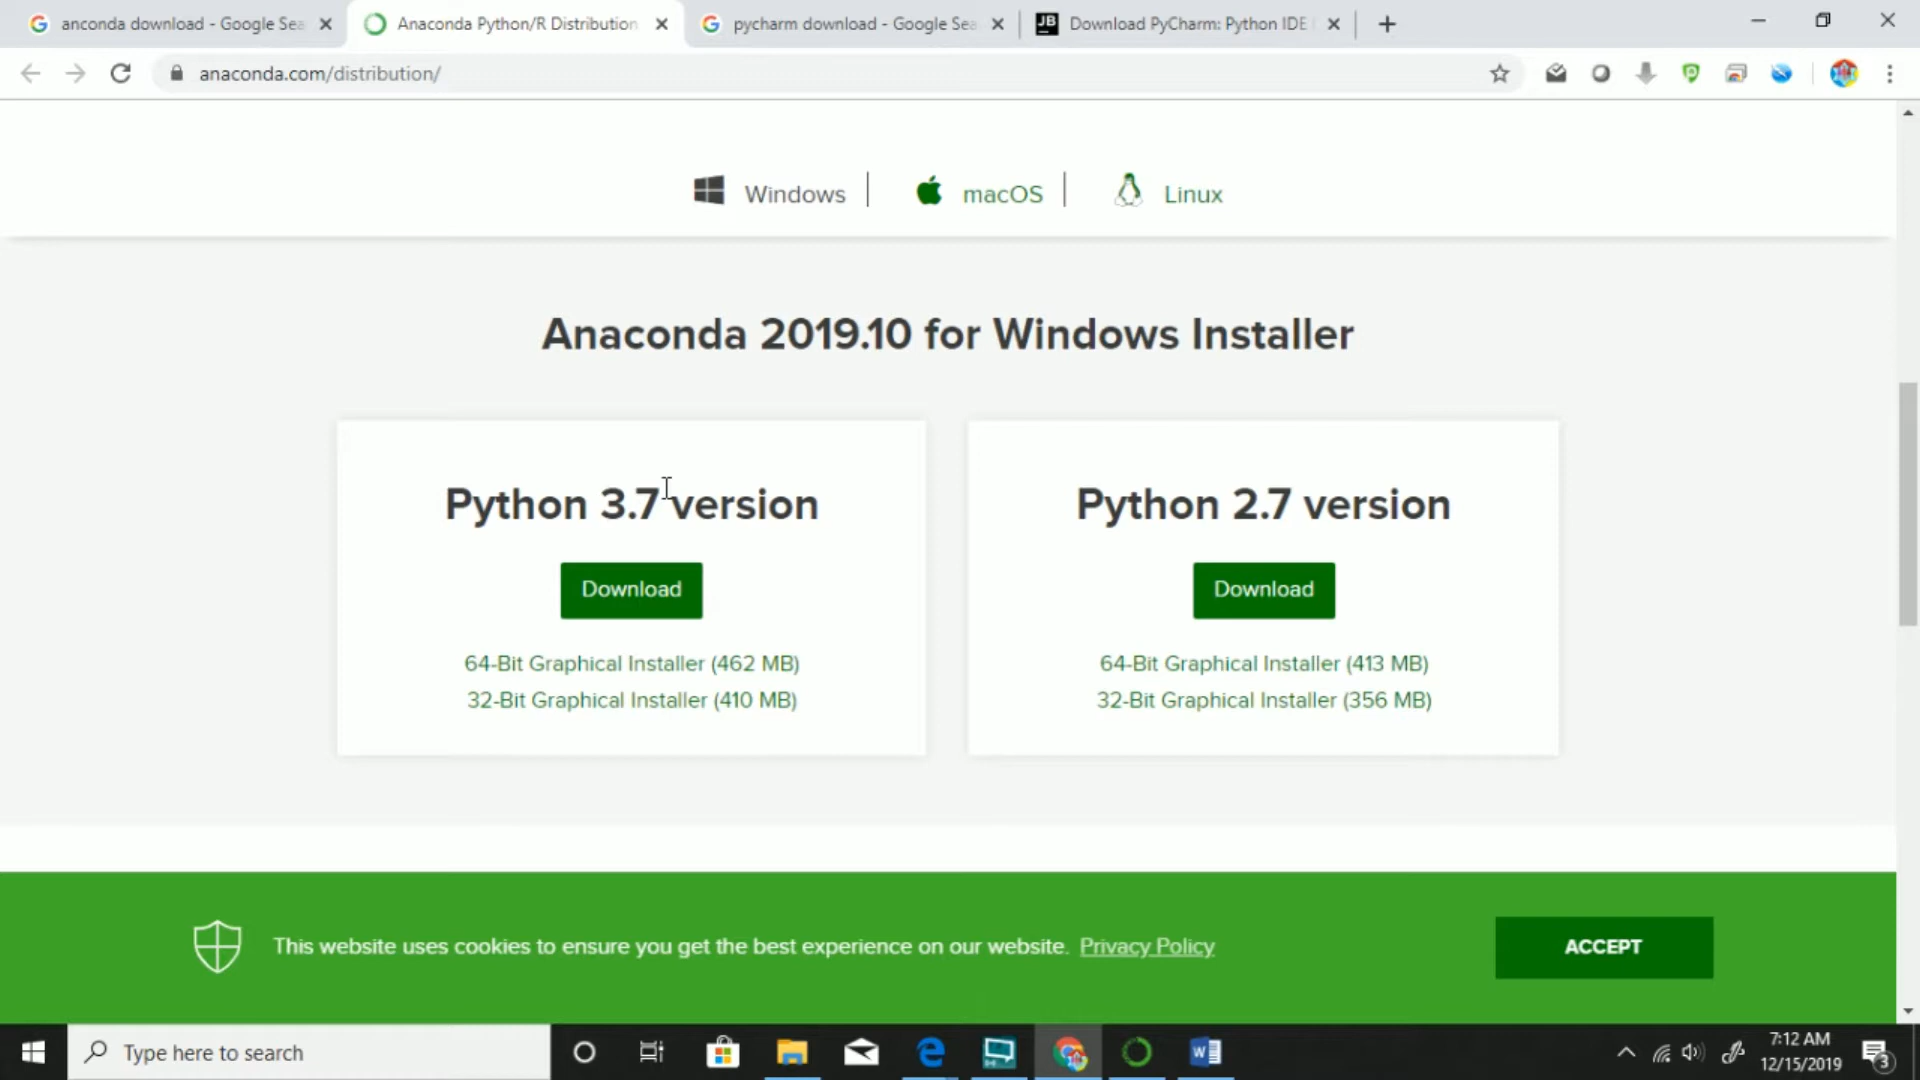 anconda download - Google Sea
Anaconda Python/R Distribution
pycharm download - Google Sea
Download PyCharm: Python IDE
anaconda.com/distribution/
Windows
macOS
Linux
Anaconda 2019.10 for Windows Installer
Python 3.7 version
Download
64-Bit Graphical Installer (462 MB)
32-Bit Graphical Installer (410 MB)
Python 2.7 version
Download
64-Bit Graphical Installer (413 MB)
32-Bit Graphical Installer (356 MB)
This website uses cookies to ensure you get the best experience on our website. Privacy Policy
ACCEPT
Type here to search
7:12 AM
12/15/2019
3